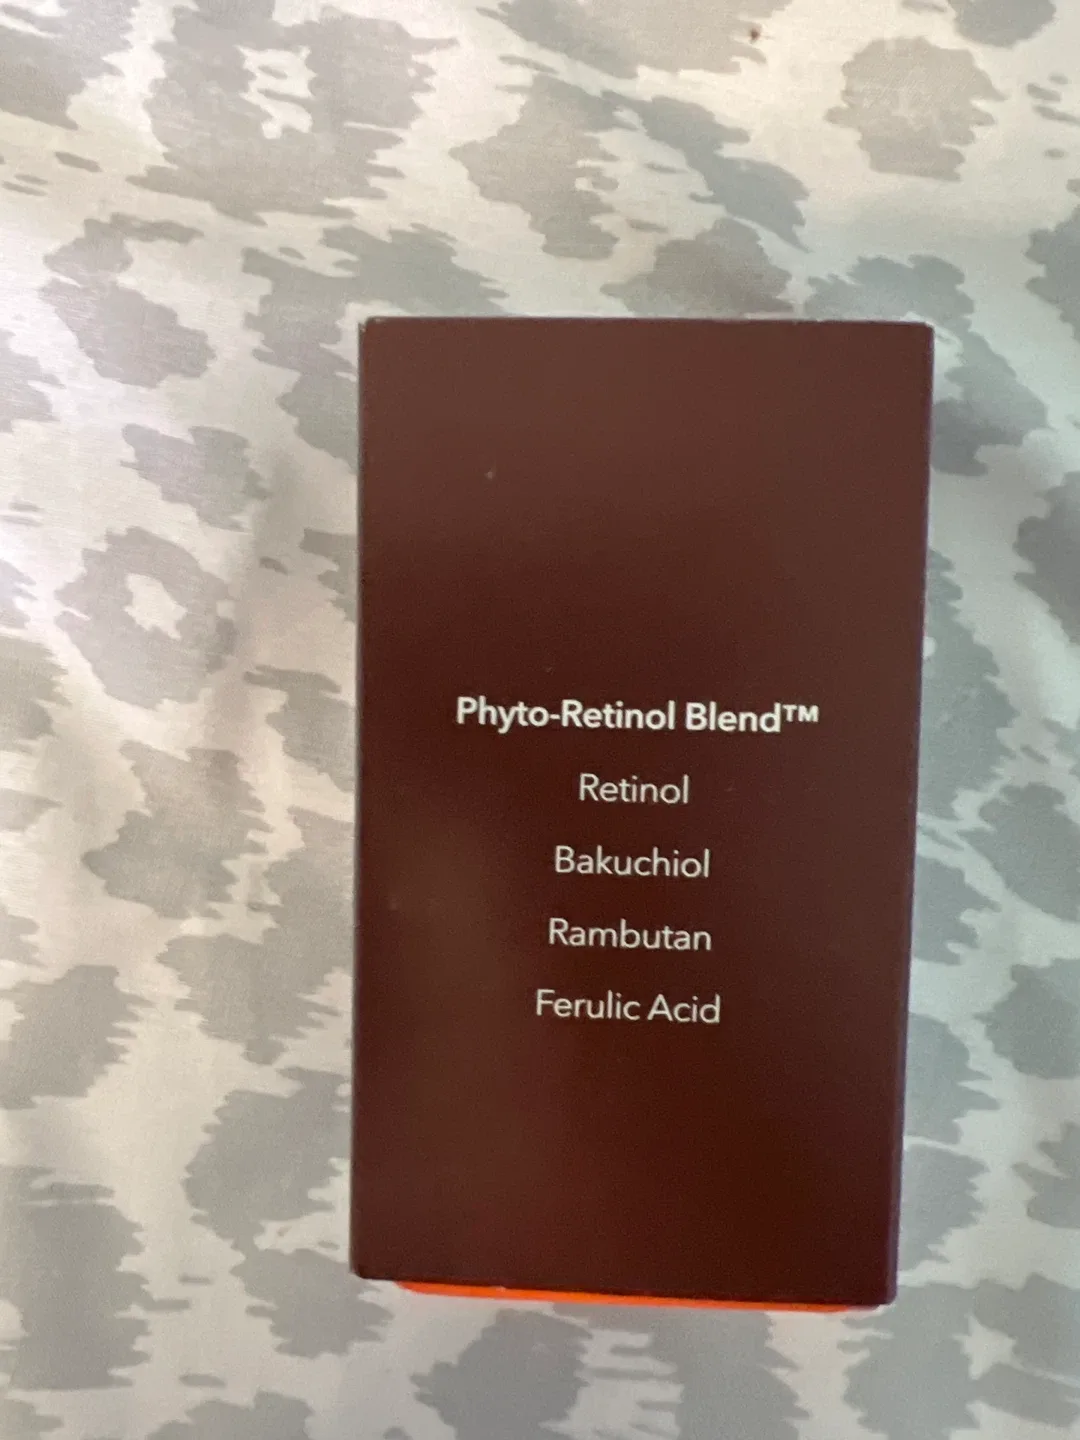 Phyto-Retinol Blend™
Retinol
Bakuchiol
Rambutan
Ferulic Acid